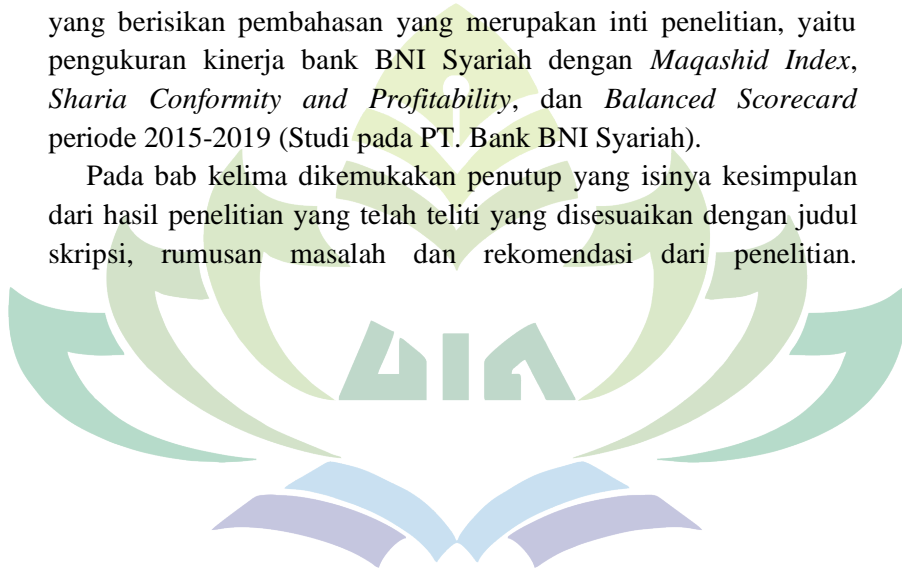 yang berisikan pembahasan yang merupakan inti penelitian, yaitu
pengukuran kinerja bank BNI Syariah dengan Maqashid Index,
Sharia Conformity and Profitability, dan Balanced Scorecard
periode 2015-2019 (Studi pada PT. Bank BNI Syariah).
Pada bab kelima dikemukakan penutup yang isinya kesimpulan
dari hasil penelitian yang telah teliti yang disesuaikan dengan judul
skripsi, rumusan masalah dan rekomendasi dari penelitian.
UIN